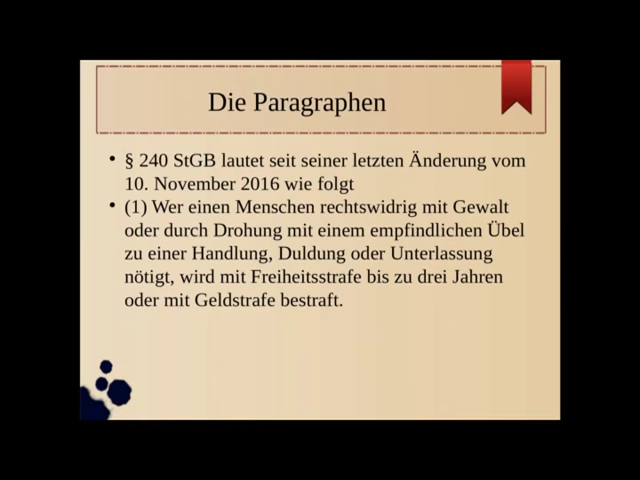 Die Paragraphen
• § 240 StGB lautet seit seiner letzten Änderung vom
10. November 2016 wie folgt
• (1) Wer einen Menschen rechtswidrig mit Gewalt
oder durch Drohung mit einem empfindlichen Übel
zu einer Handlung, Duldung oder Unterlassung
nötigt, wird mit Freiheitsstrafe bis zu drei Jahren
oder mit Geldstrafe bestraft.